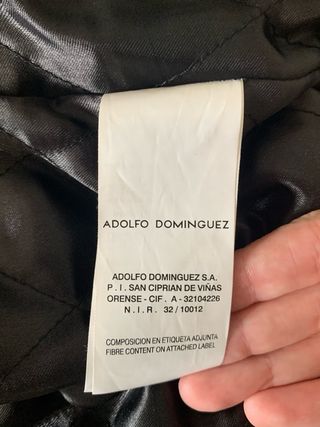 ADOLFO DOMINGUEZ
ADOLFO DOMINGUEZ S.A.
P . I . SAN CIPRIAN DE VIÑAS
ORENSE - CIF . A - 32104226
N . I . R . 32 / 10012
COMPOSICION EN ETIQUETA ADJUNTA
FIBRE CONTENT ON ATTACHED LABEL